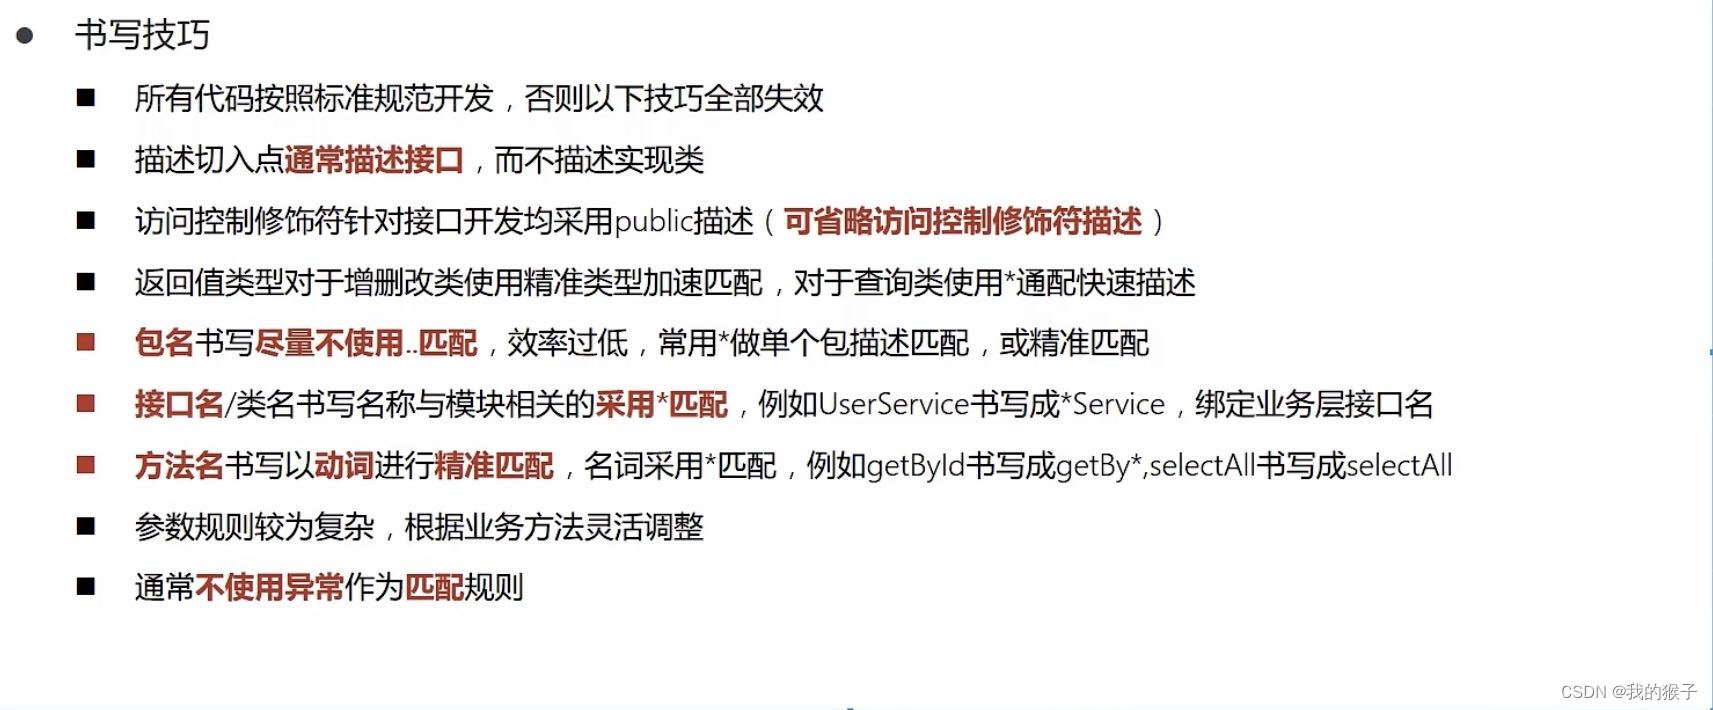 书写技巧
所有代码按照标准规范开发，否则以下技巧全部失效
描述切入点通常描述接口，而不描述实现类
访问控制修饰符针对接口开发均采用public描述（可省略访问控制修饰符描述）
返回值类型对于增删改类使用精准类型加速匹配，对于查询类使用*通配快速描述
包名书写尽量不使用..匹配，效率过低，常用*做单个包描述匹配，或精准匹配
接口名/类名书写名称与模块相关的采用*匹配，例如UserService书写成*Service，绑定业务层接口名
方法名书写以动词进行精准匹配，名词采用*匹配，例如getById书写成getBy*,selectAll书写成selectAll
参数规则较为复杂，根据业务方法灵活调整
通常不使用异常作为匹配规则
CSDN @我的猴子